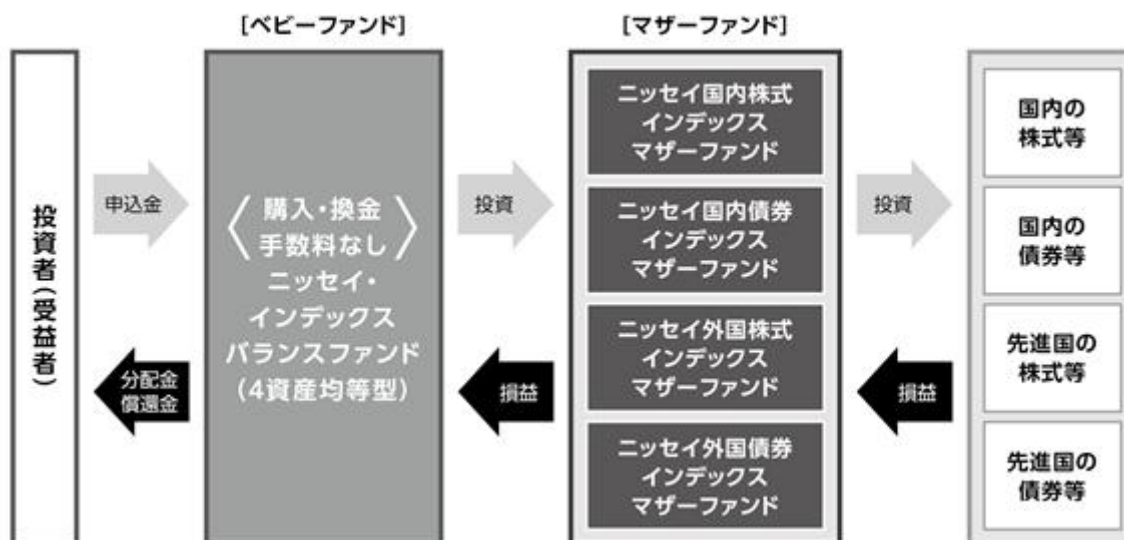 [ベビーファンド]
[マザーファンド]
投資者(受益者)
申込金
分配金
償還金
〈購入・換金
手数料なし〉
ニッセイ・
インデックス
バランスファンド
(4資産均等型)
投資
損益
ニッセイ国内株式
インデックス
マザーファンド
ニッセイ国内債券
インデックス
マザーファンド
ニッセイ外国株式
インデックス
マザーファンド
ニッセイ外国債券
インデックス
マザーファンド
投資
損益
国内の
株式等
国内の
債券等
先進国の
株式等
先進国の
債券等